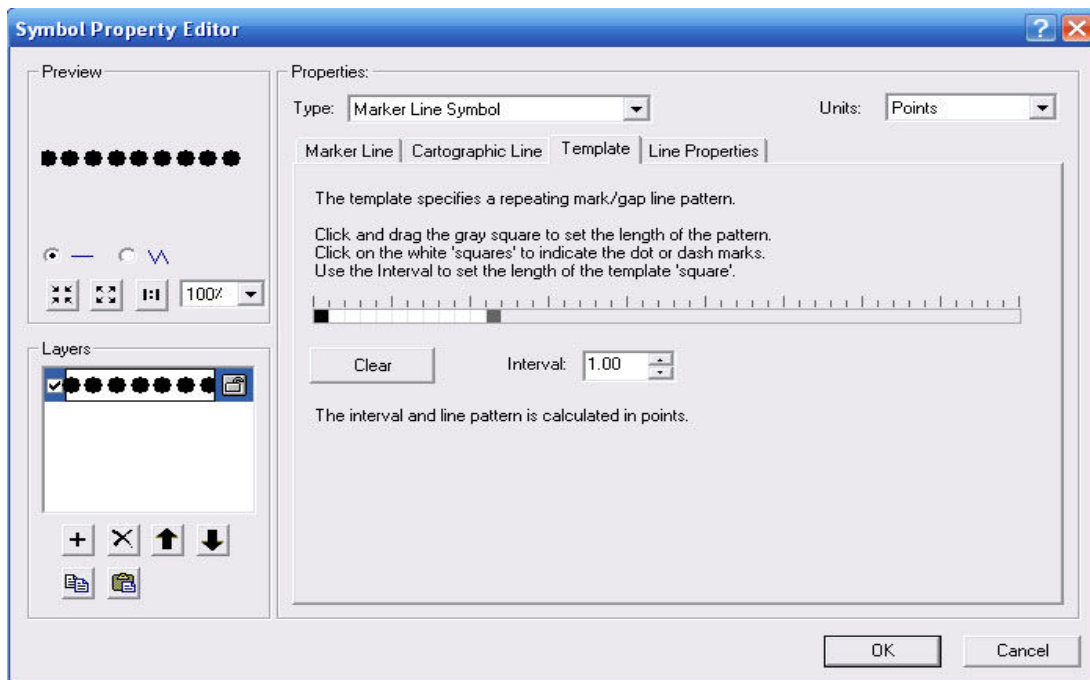 Symbol Property Editor
Preview
100%
Layers
Properties:
Type: Marker Line Symbol
Units: Points
Marker Line
Cartographic Line
Template
Line Properties
The template specifies a repeating mark/gap line pattern.
Click and drag the gray square to set the length of the pattern.
Click on the white 'squares' to indicate the dot or dash marks.
Use the Interval to set the length of the template 'square'.
Clear
Interval: 1.00
The interval and line pattern is calculated in points.
OK
Cancel